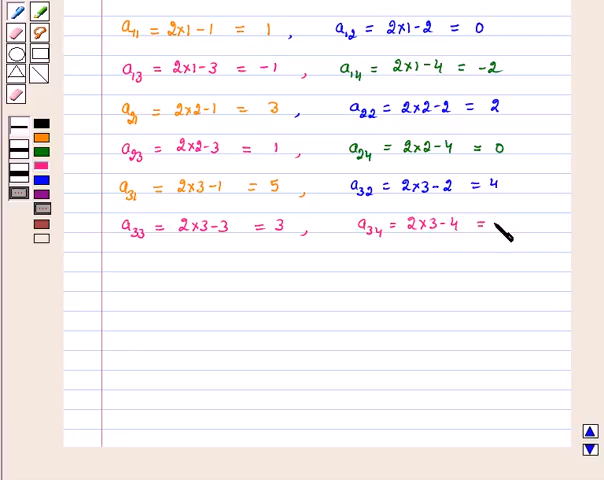 a₁₁ = 2×1-1 = 1 , a₁₂ = 2×1-2 = 0
a₁₃ = 2×1-3 = -1 , a₁₄ = 2×1-4 = -2
a₂₁ = 2×2-1 = 3 , a₂₂ = 2×2-2 = 2
a₂₃ = 2×2-3 = 1 , a₂₄ = 2×2-4 = 0
a₃₁ = 2×3-1 = 5 , a₃₂ = 2×3-2 = 4
a₃₃ = 2×3-3 = 3 , a₃₄ = 2×3-4 =